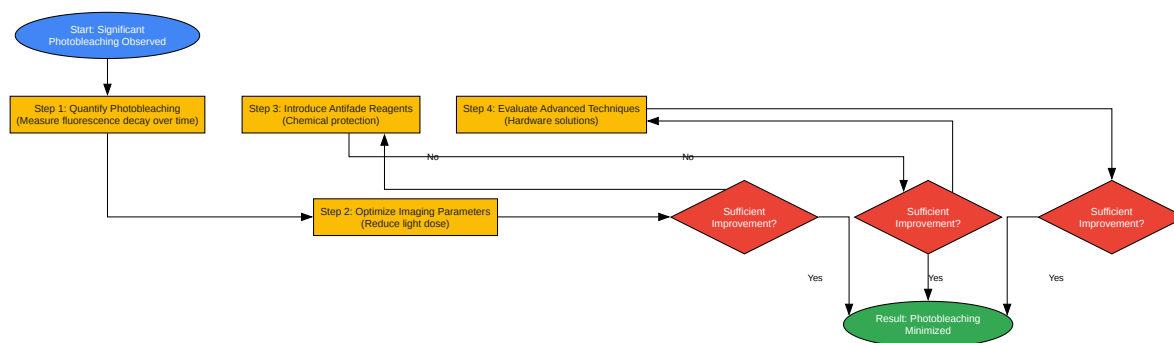 Start: Significant
Photobleaching Observed
Step 1: Quantify Photobleaching
(Measure fluorescence decay over time)
Step 3: Introduce Antifade Reagents
(Chemical protection)
Step 4: Evaluate Advanced Techniques
(Hardware solutions)
No
No
Step 2: Optimize Imaging Parameters
(Reduce light dose)
Sufficient
Improvement?
Sufficient
Improvement?
Sufficient
Improvement?
Yes
Yes
Yes
Result: Photobleaching
Minimized